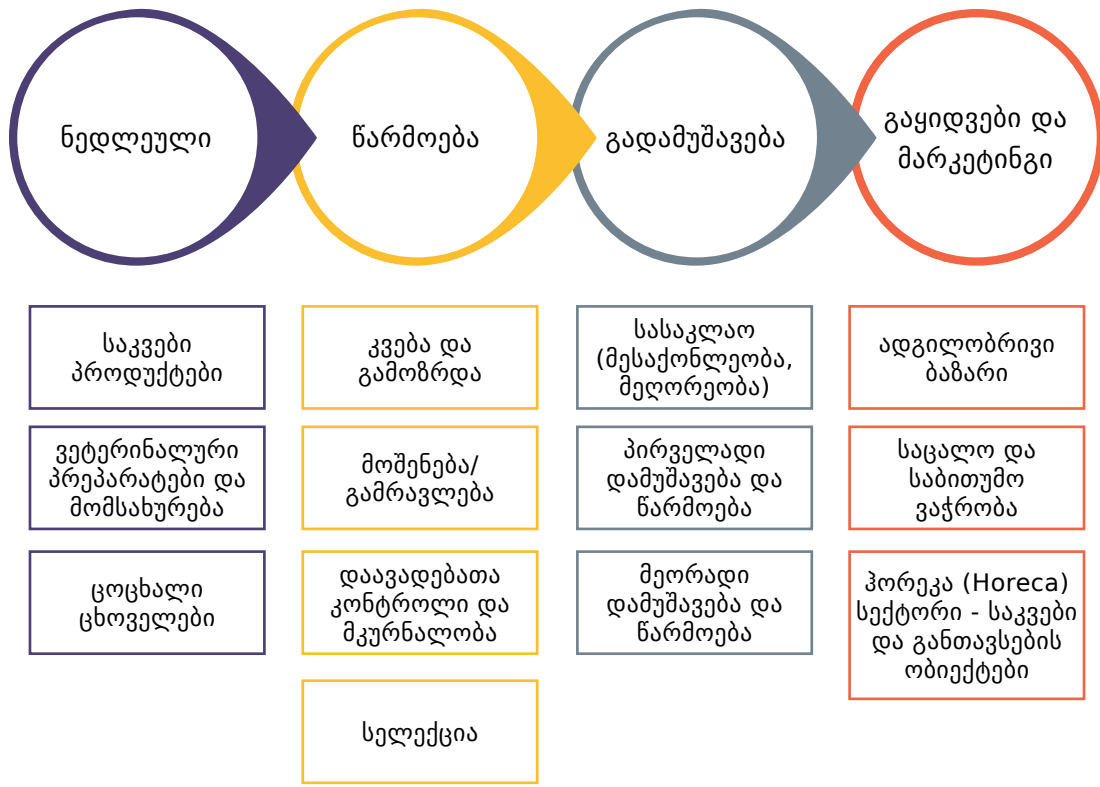 ნედლეული
წარმოება
გადამუშავება
გაყიდვები და
მარკეტინგი
საკვები
პროდუქტები
ვეტერინალური
პრეპარატები და
მომსახურება
ცოცხალი
ცხოველები
კვება და
გამოზრდა
მოშენება/
გამრავლება
დაავადებათა
კონტროლი და
მკურნალობა
სელექცია
სასაკლაო
(მესაქონლეობა,
მეღორეობა)
პირველადი
დამუშავება და
წარმოება
მეორადი
დამუშავება და
წარმოება
ადგილობრივი
ბაზარი
საცალო და
საბითუმო
ვაჭრობა
ჰორეკა (Horeca)
სექტორი - საკვები
და განთავსების
ობიექტები